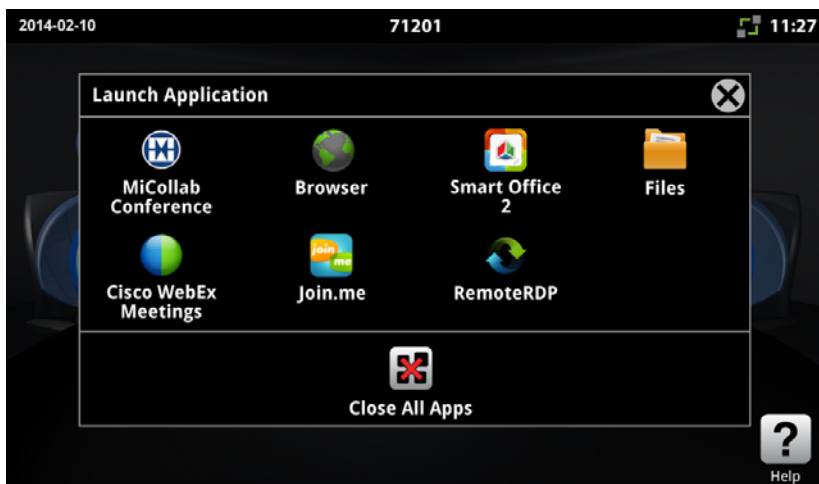 2014-02-10 71201 11:27
Launch Application
MiCollab
Conference
Browser
Smart Office
2
Files
Cisco WebEx
Meetings
join
me
Join.me
RemoteRDP
Close All Apps
?
Help